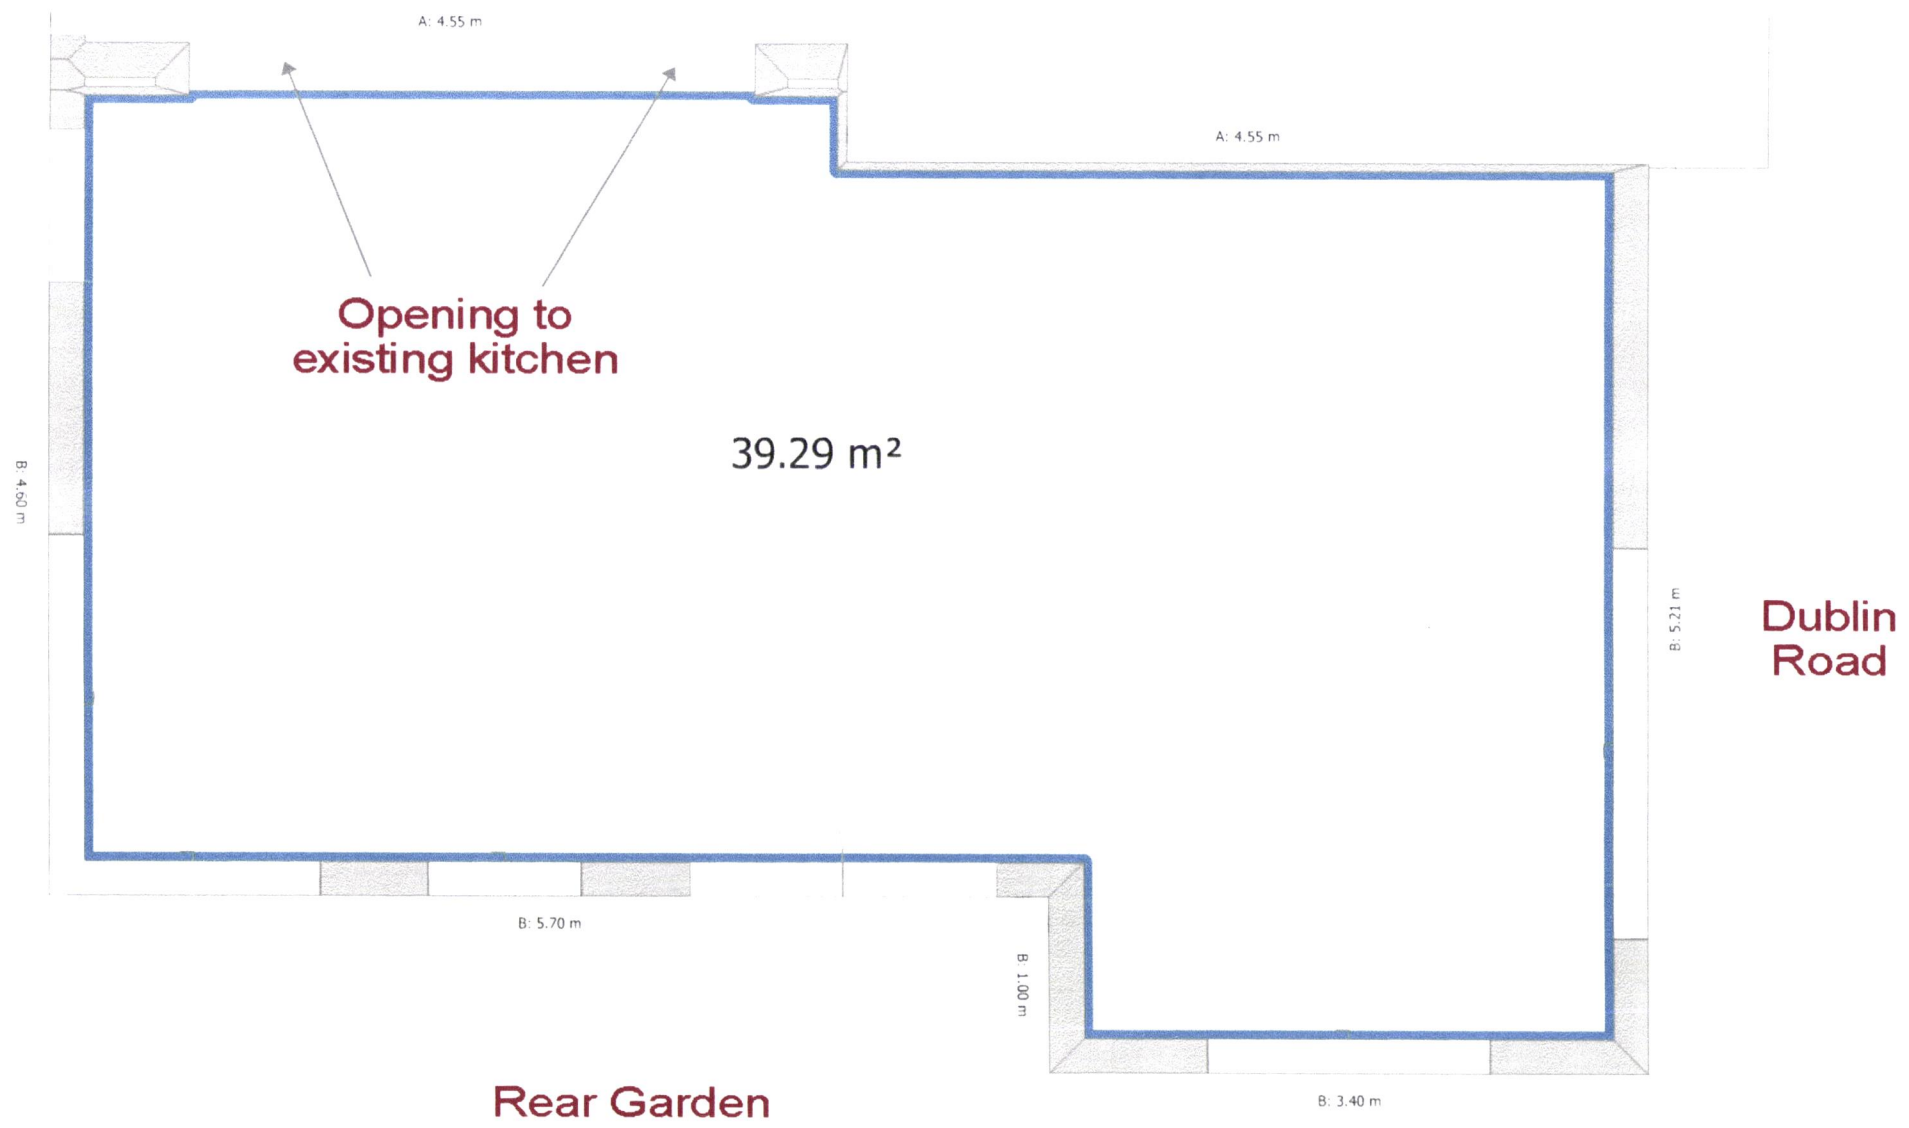 A: 4.55 m
A: 4.55 m
Opening to
existing kitchen
39.29 m²
B: 4.60 m
B: 5.21 m
Dublin
Road
B: 5.70 m
B: 1.00 m
Rear Garden
B: 3.40 m